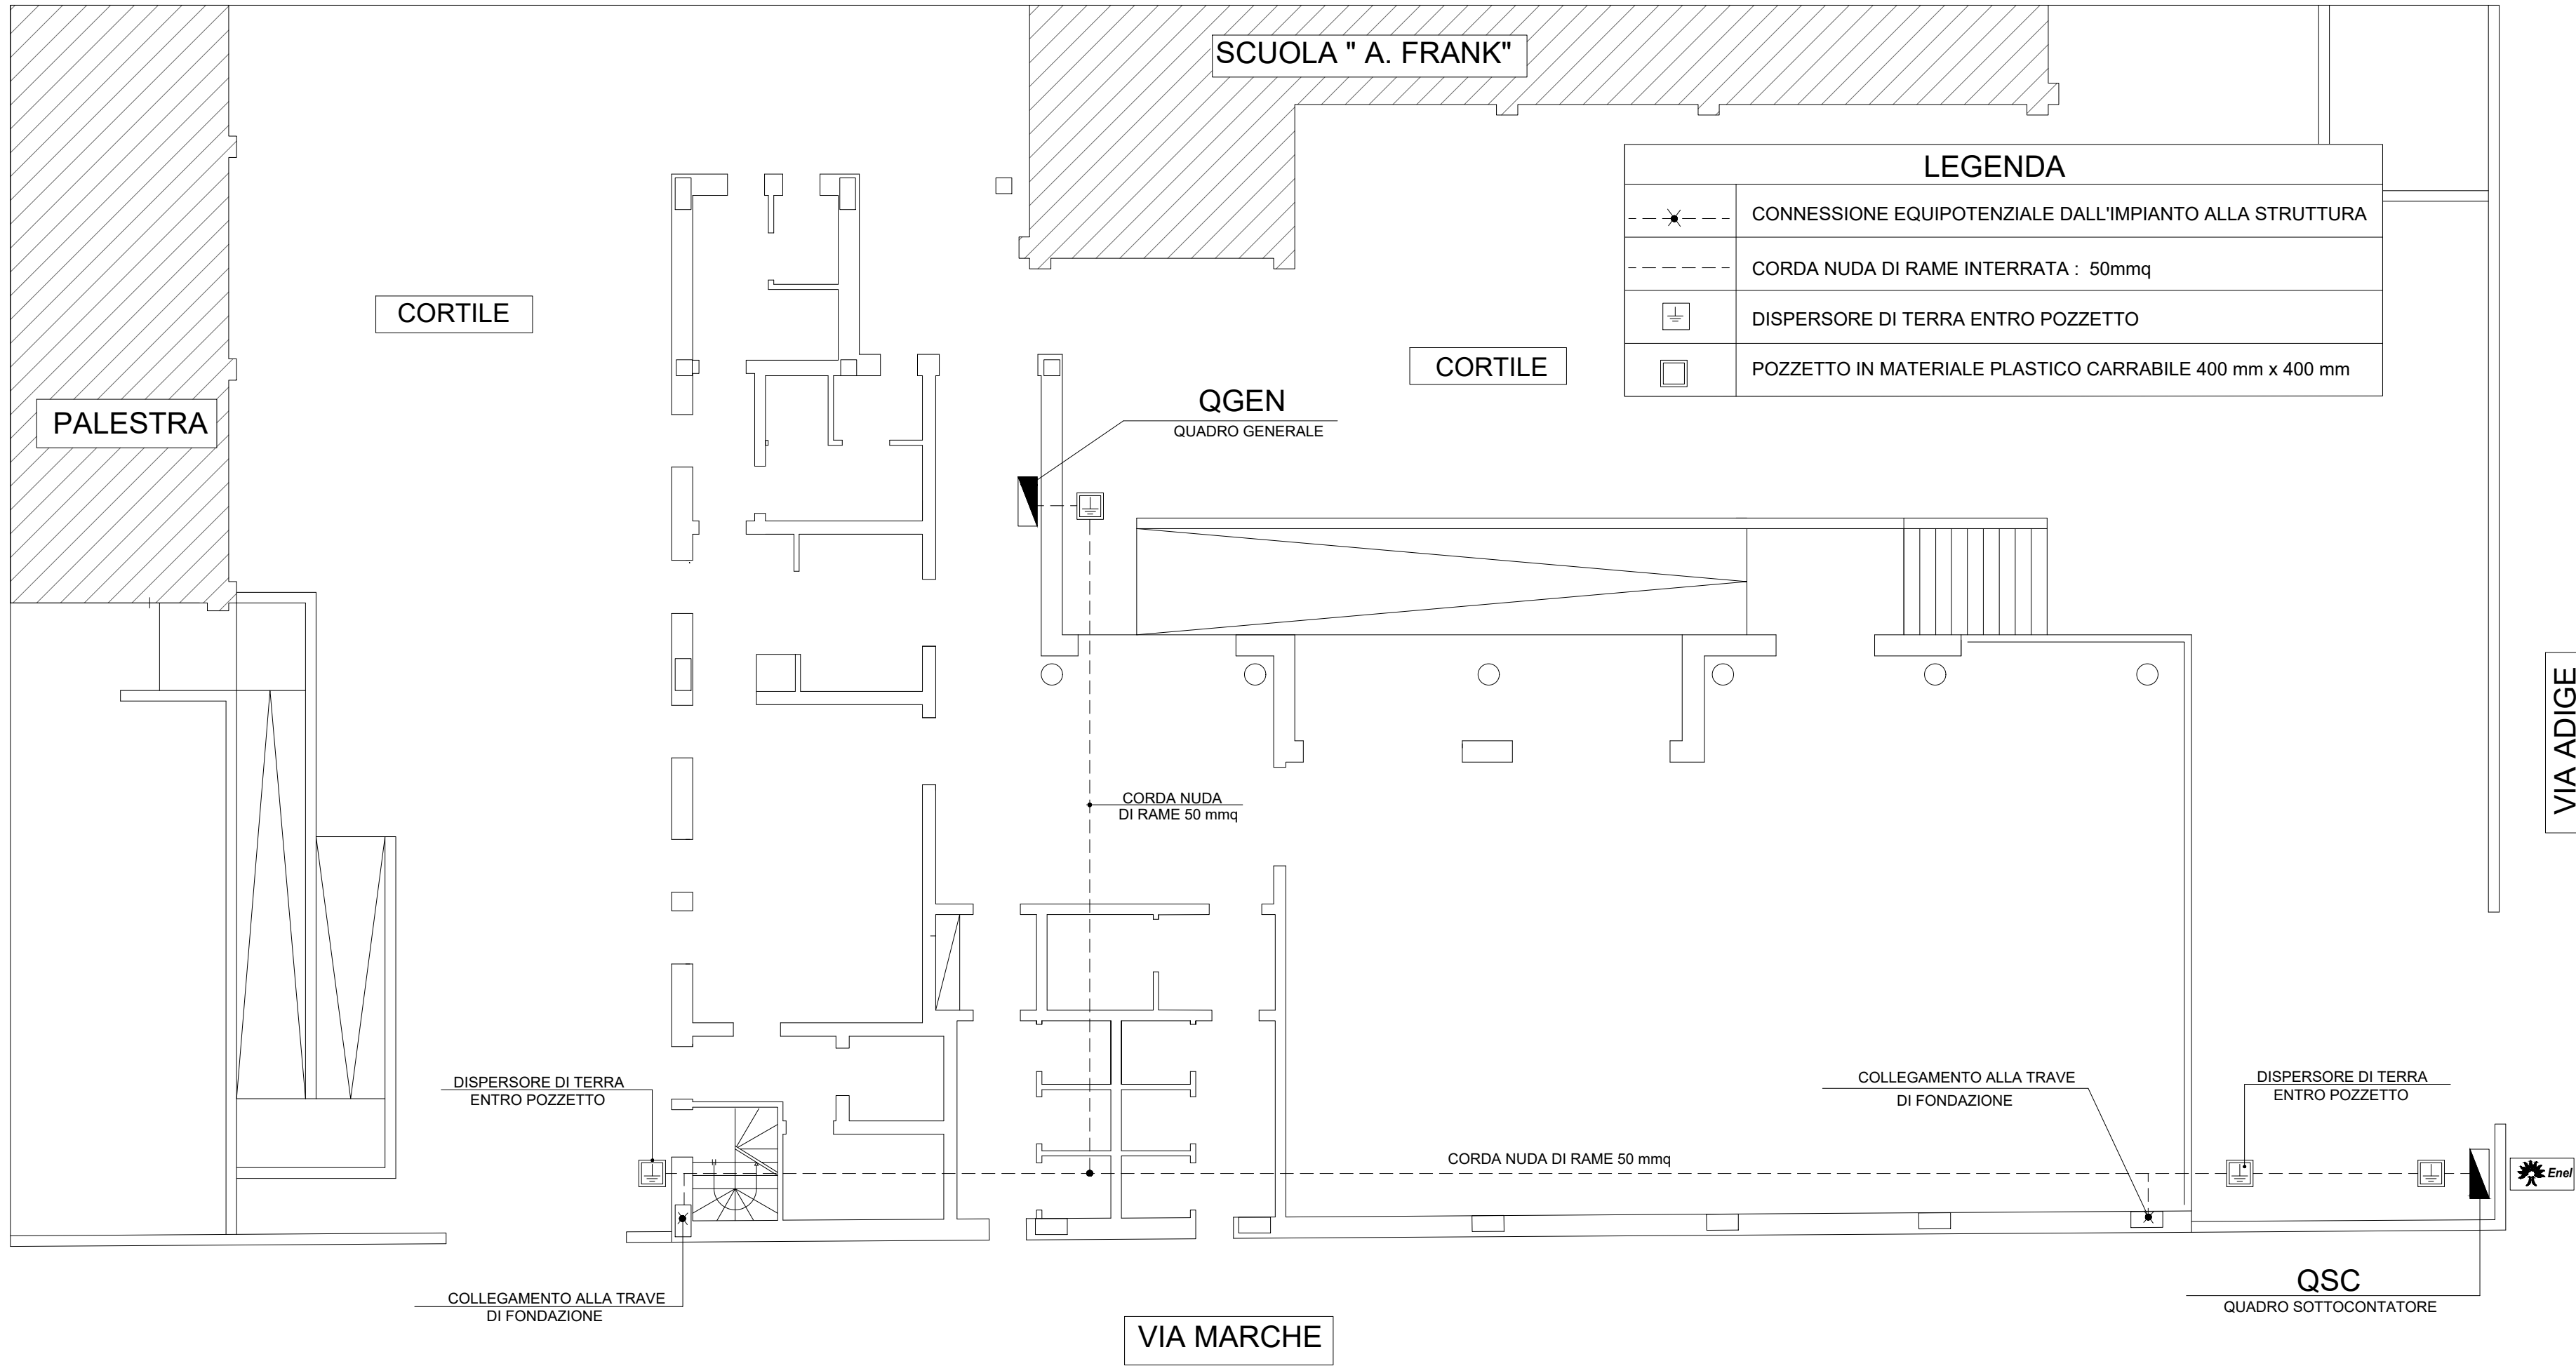 SCUOLA " A. FRANK"
LEGENDA
CONNESSIONE EQUIPOTENZIALE DALL'IMPIANTO ALLA STRUTTURA
CORDA NUDA DI RAME INTERRATA : 50mmq
DISPERSORE DI TERRA ENTRO POZZETTO
POZZETTO IN MATERIALE PLASTICO CARRABILE 400 mm x 400 mm
CORTILE
CORTILE
PALESTRA
QGEN
QUADRO GENERALE
VIA ADIGE
CORDA NUDA
DI RAME 50 mmq
DISPERSORE DI TERRA
ENTRO POZZETTO
COLLEGAMENTO ALLA TRAVE
DI FONDAZIONE
DISPERSORE DI TERRA
ENTRO POZZETTO
CORDA NUDA DI RAME 50 mmq
Enel
COLLEGAMENTO ALLA TRAVE
DI FONDAZIONE
QSC
QUADRO SOTTOCONTATORE
VIA MARCHE